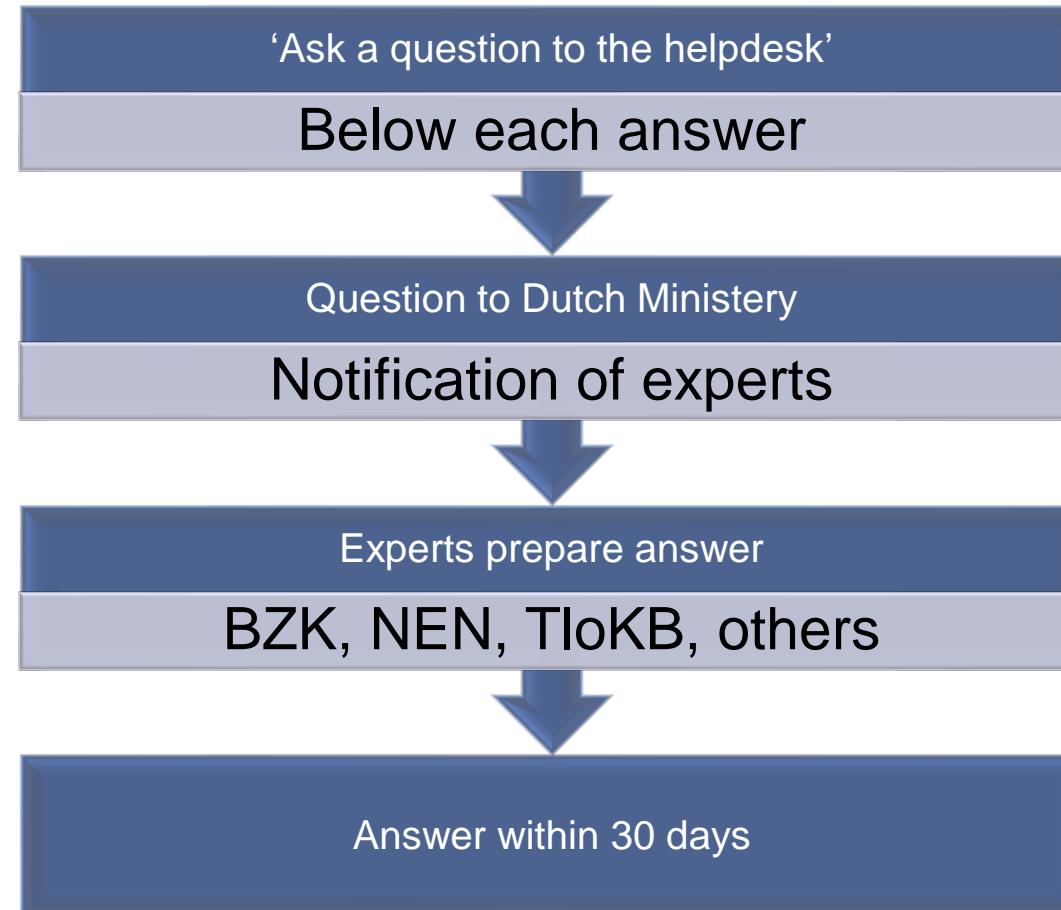 ‘Ask a question to the helpdesk’
Below each answer
Question to Dutch Ministery
Notification of experts
Experts prepare answer
BZK, NEN, TloKB, others
Answer within 30 days